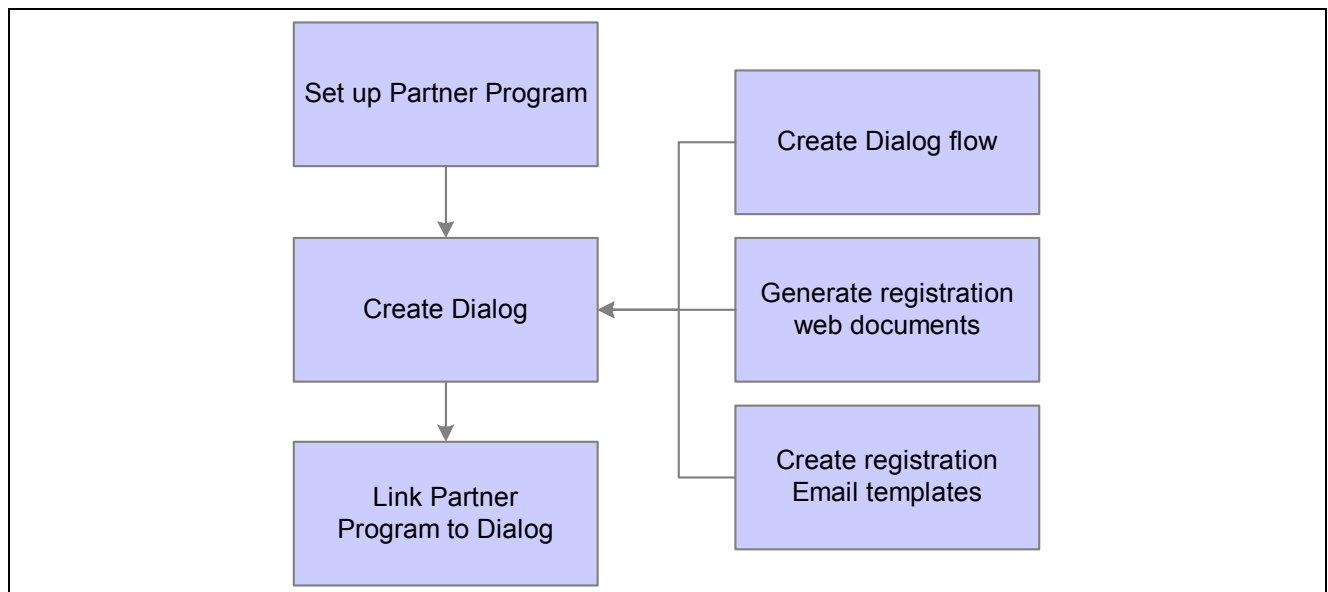 Set up Partner Program
Create Dialog flow
Create Dialog
Generate registration
web documents
Link Partner
Program to Dialog
Create registration
Email templates